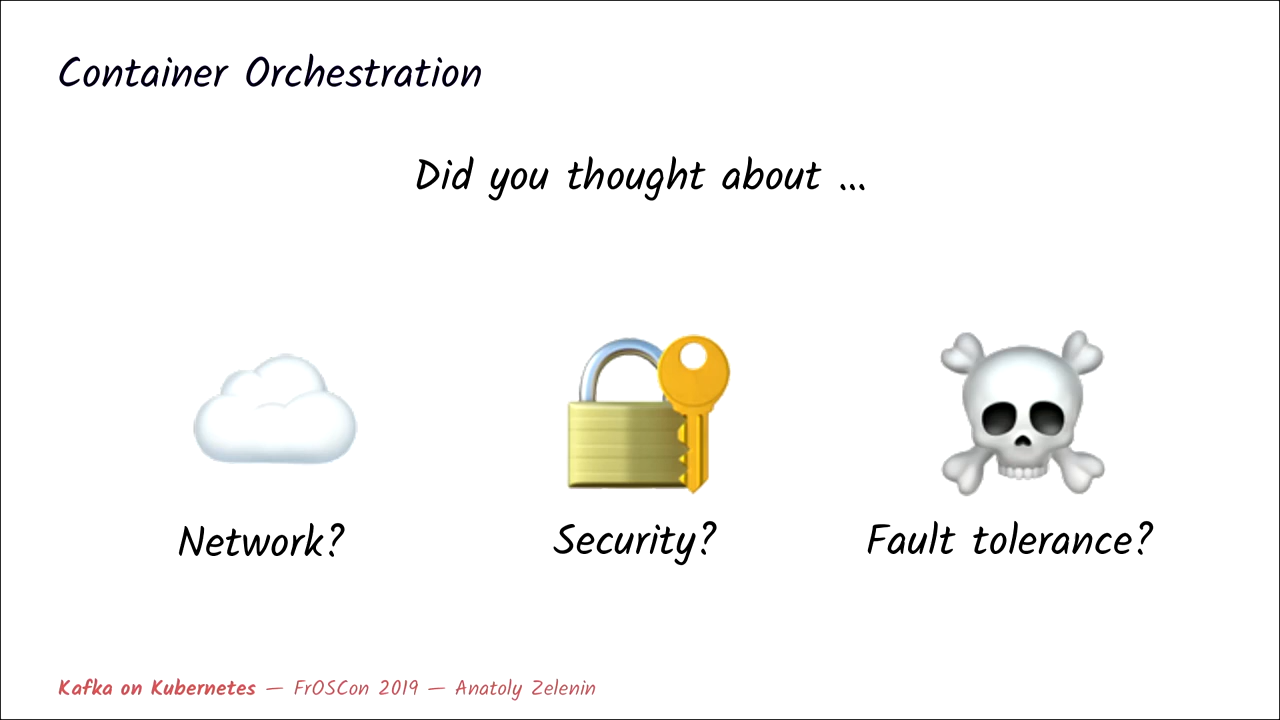 Container Orchestration
Did you thought about ...
Network?
Security?
Fault tolerance?
Kafka on Kubernetes — FrOSCon 2019 — Anatoly Zelenin